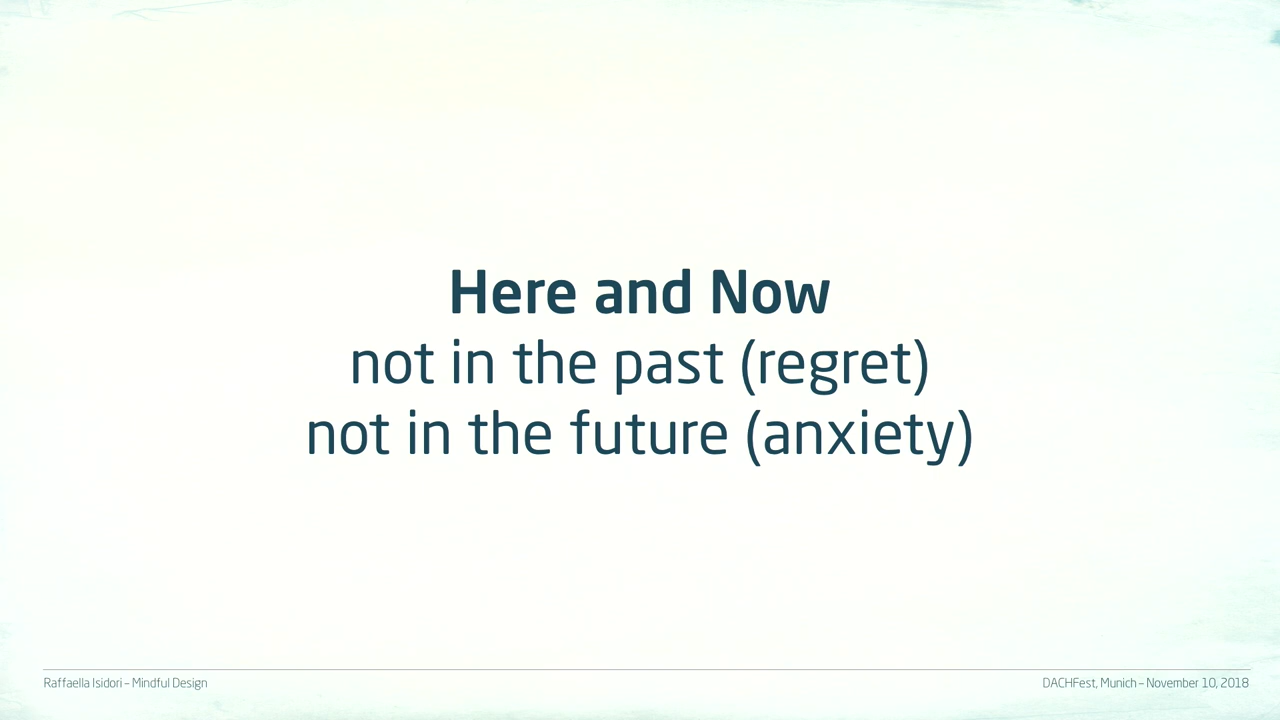 Here and Now
not in the past (regret)
not in the future (anxiety)
Raffaella Isidori – Mindful Design
DACHFest, Munich – November 10, 2018